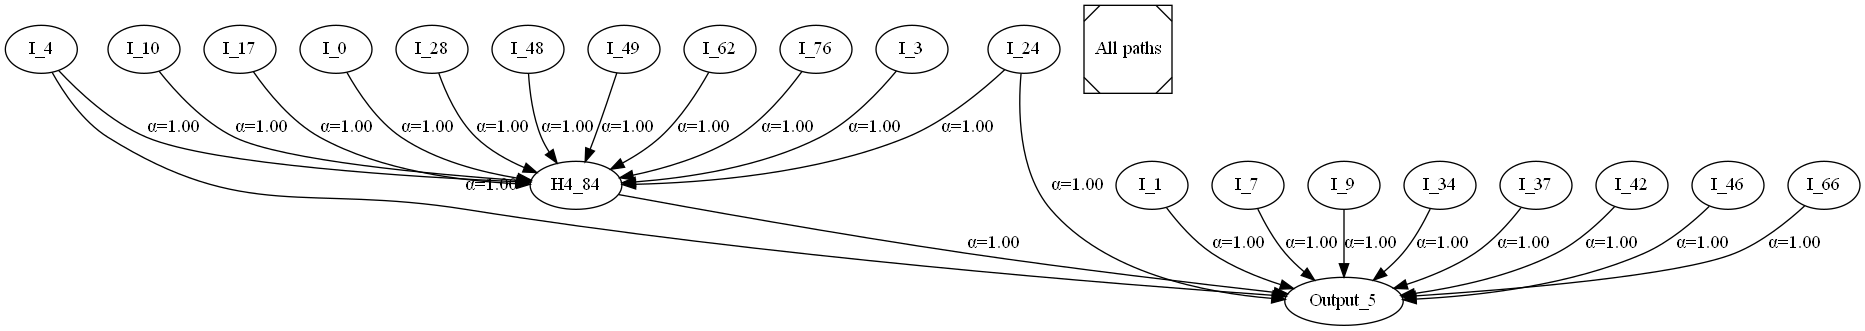 I_4 I_10 I_17 I_0 I_28 I_48 I_49 I_62 I_76 I_3 I_24 All paths
α=1.00 α=1.00 α=1.00 α=1.00 α=1.00 α=1.00 α=1.00 α=1.00 α=1.00 α=1.00 α=1.00
α=1.00 H4_84 α=1.00 I_1 I_7 I_9 I_34 I_37 I_42 I_46 I_66
α=1.00 α=1.00 α=1.00 α=1.00 α=1.00 α=1.00 α=1.00 α=1.00 α=1.00
Output_5